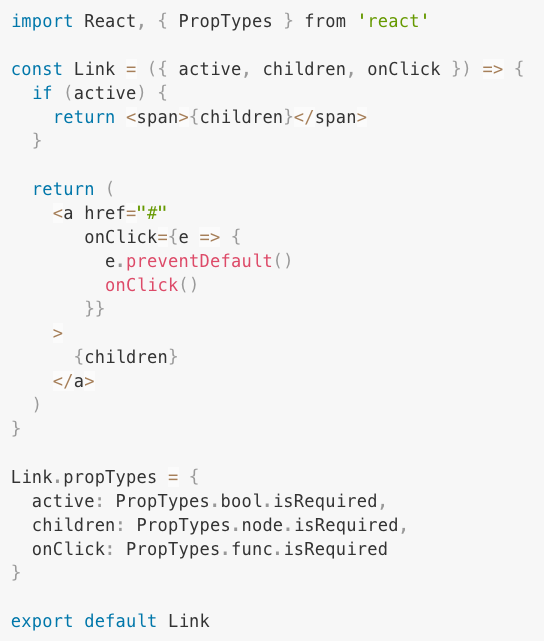 import React, { PropTypes } from 'react'

const Link = ({ active, children, onClick }) => {
  if (active) {
    return <span>{children}</span>
  }

  return (
    <a href="#"
       onClick={e => {
         e.preventDefault()
         onClick()
       }}
    >
      {children}
    </a>
  )
}

Link.propTypes = {
  active: PropTypes.bool.isRequired,
  children: PropTypes.node.isRequired,
  onClick: PropTypes.func.isRequired
}

export default Link